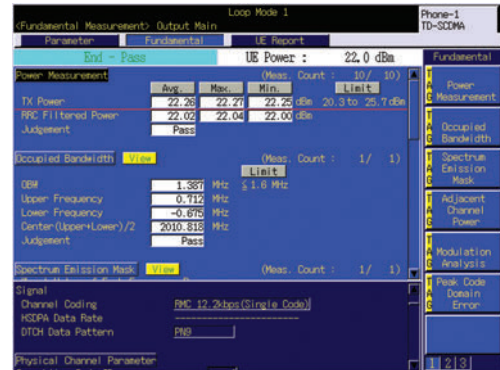 Loop Mode 1
Phone-1
<Fundamental Measurement> Output Main
TD-SCDMA
Parameter Fundamental UE Report
End - Pass UE Power : 22.0 dBm Fundamental
Power Measurement (Meas. Count : 10/ 10)
Avg. Max. Min. Limit
TX Power 22.26 22.27 22.25 dBm 20.3 to 25.7 dBm
RRC Filtered Power 22.02 22.04 22.00 dBm
Judgement Pass
Occupied Bandwidth View (Meas. Count : 1/ 1)
Limit
OBW 1.387 MHz ≦ 1.6 MHz
Upper Frequency 0.712 MHz
Lower Frequency -0.675 MHz
Center(Upper+Lower)/2 2010.818 MHz
Judgement Pass
Spectrum Emission Mask View (Meas. Count : 1/ 1)
Signal
Channel Coding RMC 12.2kbps(Single Code)
HSDPA Data Rate --------------------
DTCH Data Pattern PN9
Physical Channel Parameter
TAG Power Measurement
TAG Occupied Bandwidth
TAG Spectrum Emission Mask
TAG Adjacent Channel Power
TAG Modulation Analysis
TAG Peak Code Domain Error
1 2 3